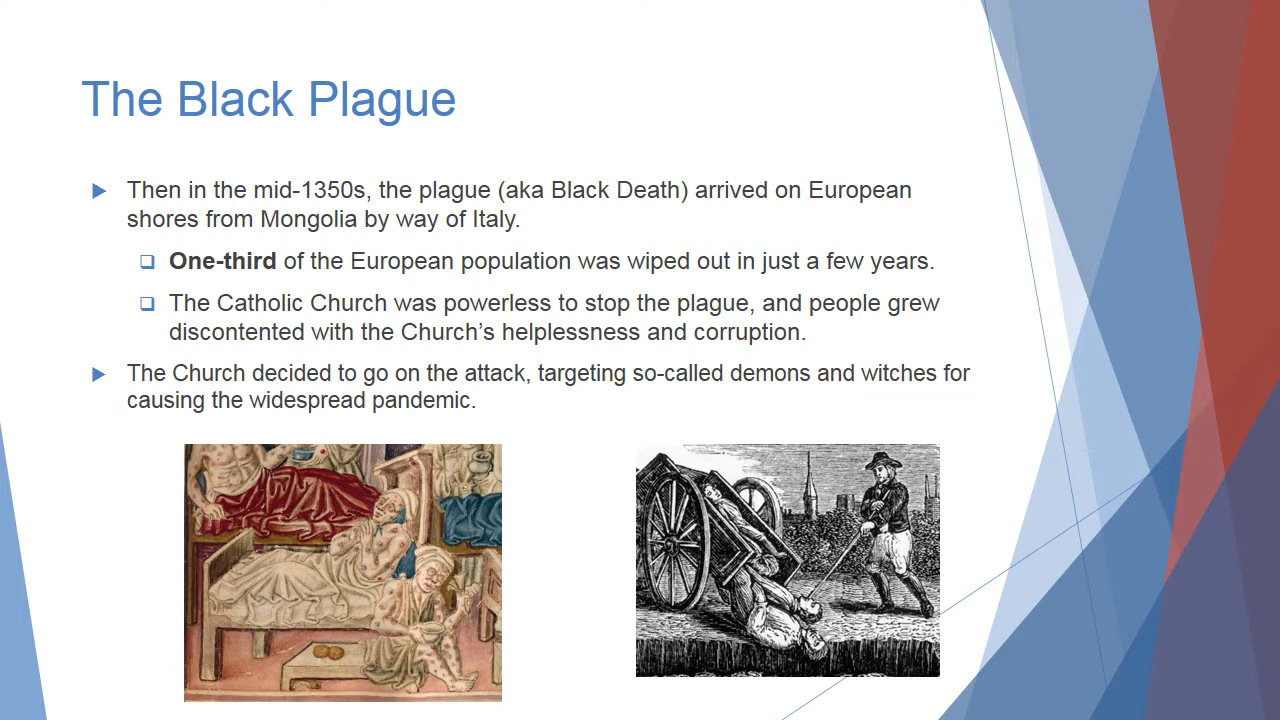 The Black Plague
Then in the mid-1350s, the plague (aka Black Death) arrived on European
shores from Mongolia by way of Italy.
One-third of the European population was wiped out in just a few years.
The Catholic Church was powerless to stop the plague, and people grew
discontented with the Church’s helplessness and corruption.
The Church decided to go on the attack, targeting so-called demons and witches for
causing the widespread pandemic.